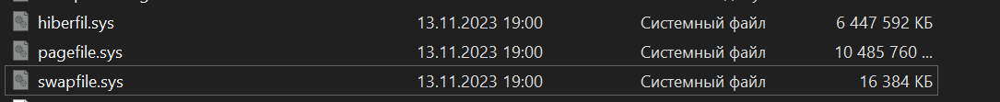 hiberfil.sys 13.11.2023 19:00 Системный файл 6 447 592 КБ
pagefile.sys 13.11.2023 19:00 Системный файл 10 485 760 ...
swapfile.sys 13.11.2023 19:00 Системный файл 16 384 КБ